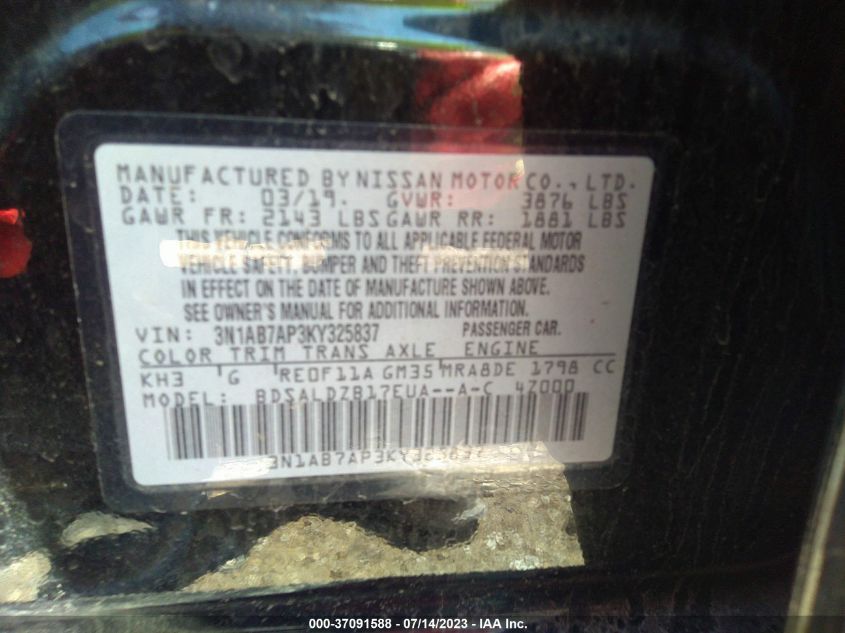 MANUFACTURED BY NISSAN MOTOR CO., LTD.
DATE: 03/19. GVWR: 3876 LBS
GAWR FR: 2143 LBS GAWR RR: 1881 LBS
THIS VEHICLE CONFORMS TO ALL APPLICABLE FEDERAL MOTOR
VEHICLE SAFETY, BUMPER AND THEFT PREVENTION STANDARDS
IN EFFECT ON THE DATE OF MANUFACTURE SHOWN ABOVE.
SEE OWNER'S MANUAL FOR ADDITIONAL INFORMATION.
VIN: 3N1AB7AP3KY325837 PASSENGER CAR.
COLOR TRIM TRANS AXLE ENGINE
KH3 G RE0F11A GM35 MRA8DE 1798 CC
MODEL: BDSALDZB17EUA--A-C 47000
3N1AB7AP3KY325837
000-37091588 - 07/14/2023 - IAA Inc.